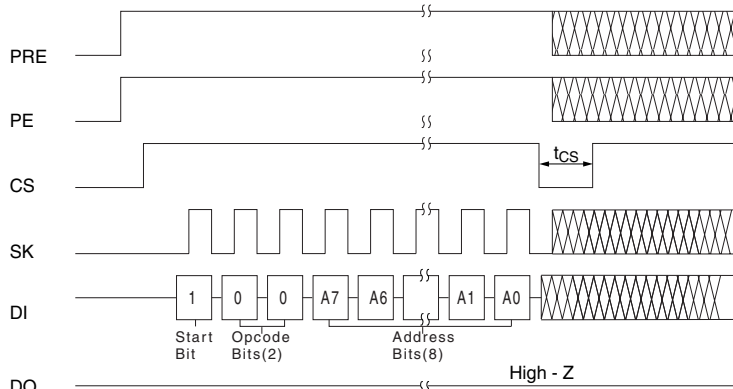 PRE
PE
tCS
CS
SK
1 0 0 A7 A6 A1 A0
DI
Start Bit
Opcode Bits(2)
Address Bits(8)
High - Z
DO